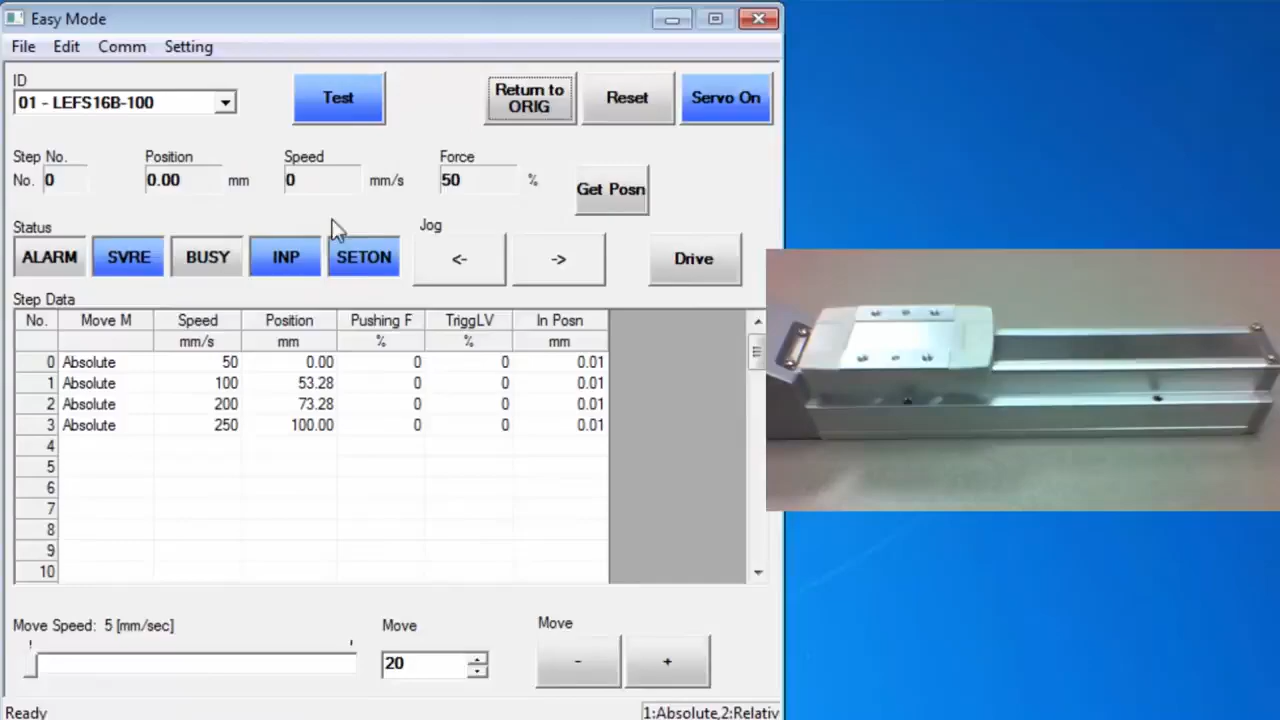 Easy Mode
File Edit Comm Setting
ID
01 - LEFS16B-100
Test
Return to
ORIG
Reset
Servo On
Step No. Position Speed Force
No. 0 0.00 mm 0 mm/s 50 %
Get Posn
Status
Jog
ALARM SVRE BUSY INP SETON <- -> Drive
Step Data
No. Move M Speed Position Pushing F TriggLV In Posn
mm/s mm % % mm
0 Absolute 50 0.00 0 0 0.01
1 Absolute 100 53.28 0 0 0.01
2 Absolute 200 73.28 0 0 0.01
3 Absolute 250 100.00 0 0 0.01
4
5
6
7
8
9
10
Move Speed: 5 [mm/sec] Move Move
20 - +
Ready 1:Absolute,2:Relativ